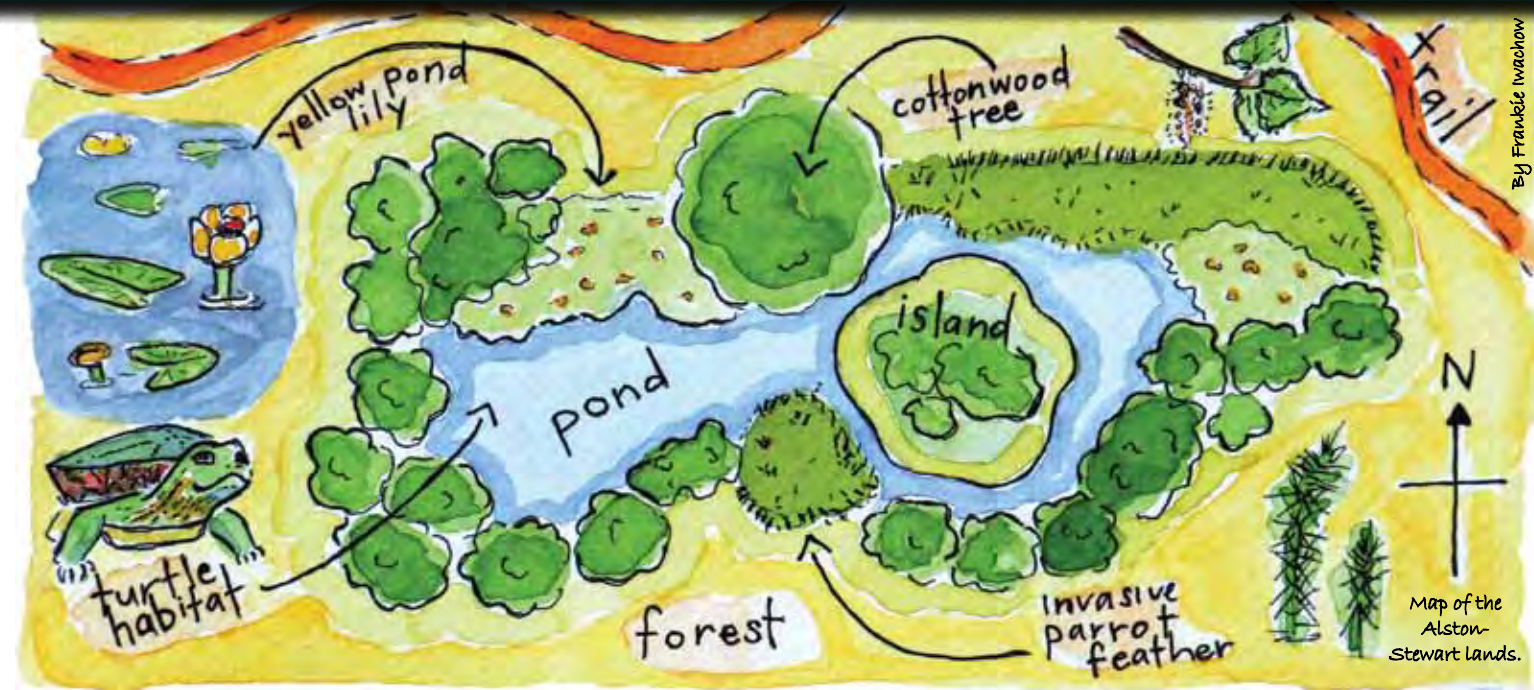 yellow pond
lily
cottonwood
tree
trail
By Frankie Iwachow
island
pond
N
turtle
habitat
forest
Invasive
parrot
feather
Map of the
Alston-
Stewart lands.